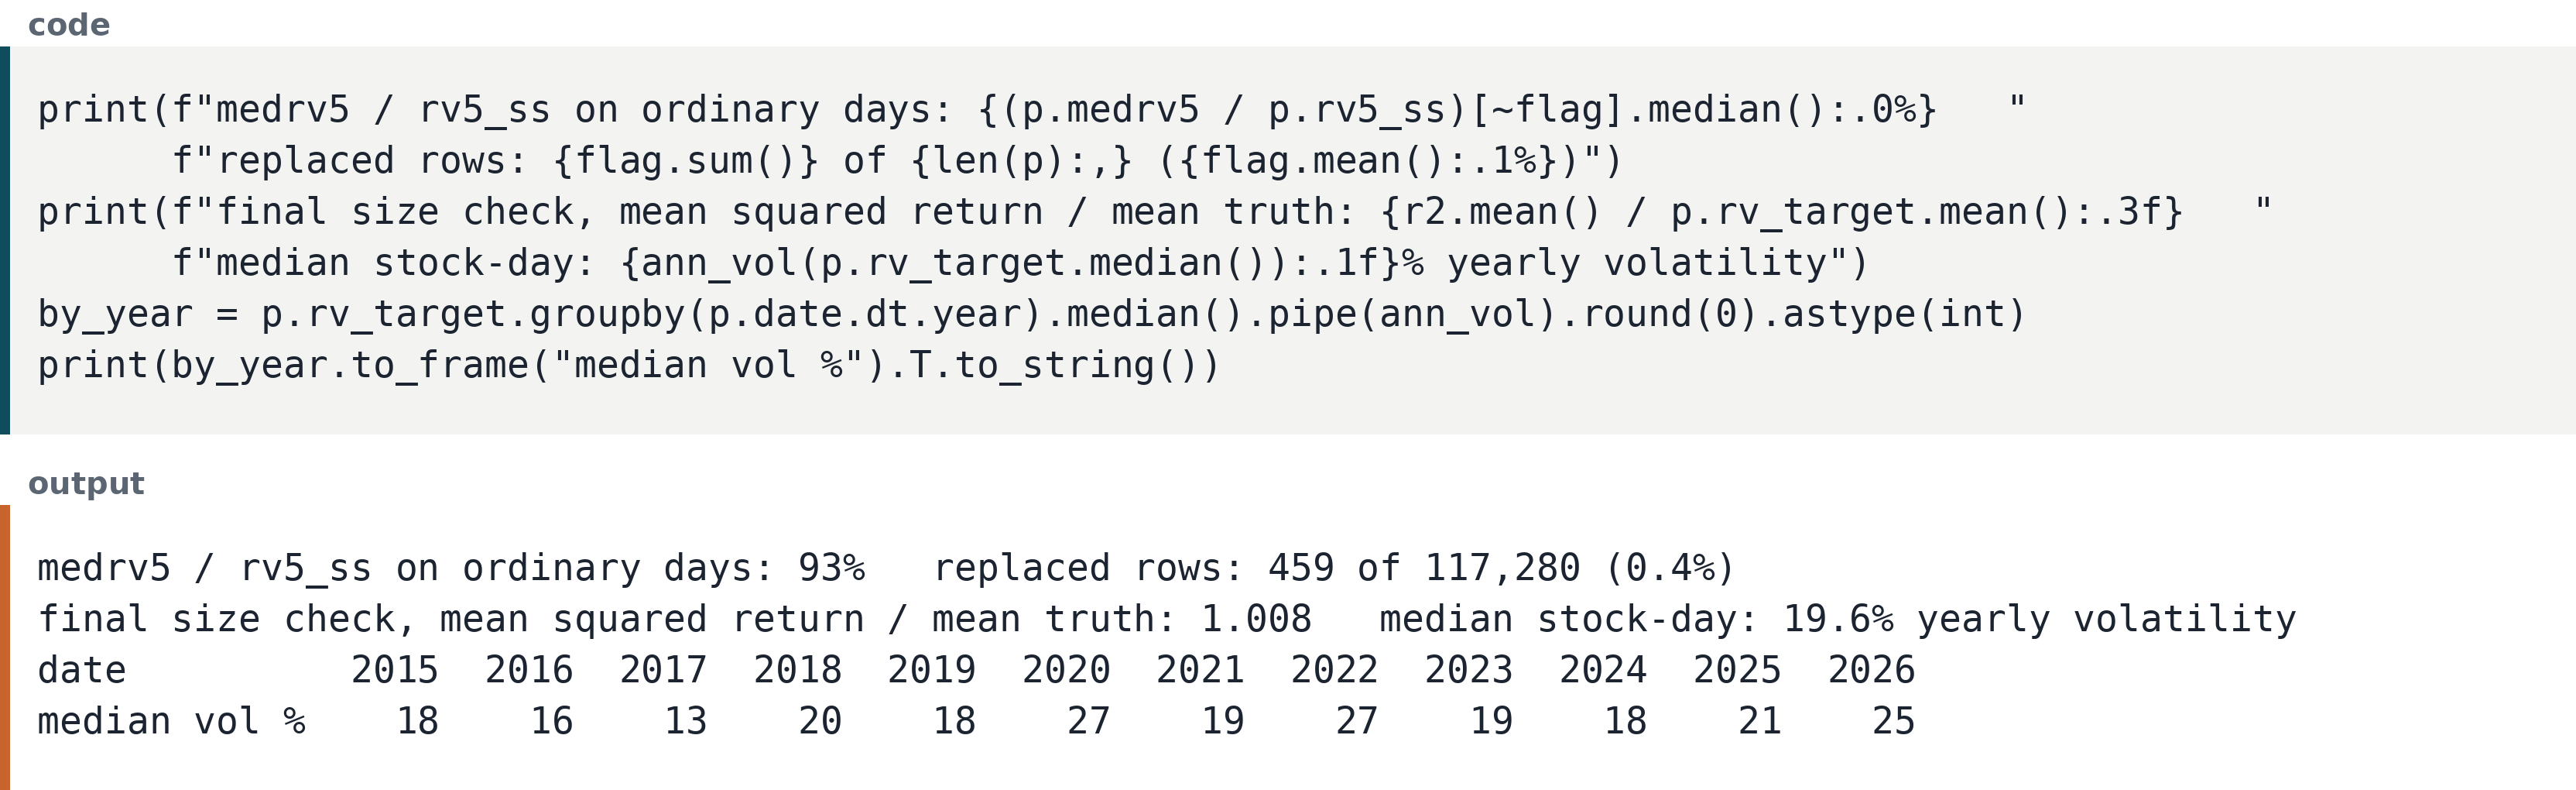 code
print(f"medrv5 / rv5_ss on ordinary days: {(p.medrv5 / p.rv5_ss)[~flag].median():.0%}   "
      f"replaced rows: {flag.sum()} of {len(p):,} ({flag.mean():.1%})")
print(f"final size check, mean squared return / mean truth: {r2.mean() / p.rv_target.mean():.3f}   "
      f"median stock-day: {ann_vol(p.rv_target.median()):.1f}% yearly volatility")
by_year = p.rv_target.groupby(p.date.dt.year).median().pipe(ann_vol).round(0).astype(int)
print(by_year.to_frame("median vol %").T.to_string())
output
medrv5 / rv5_ss on ordinary days: 93%   replaced rows: 459 of 117,280 (0.4%)
final size check, mean squared return / mean truth: 1.008   median stock-day: 19.6% yearly volatility
date          2015  2016  2017  2018  2019  2020  2021  2022  2023  2024  2025  2026
median vol %    18    16    13    20    18    27    19    27    19    18    21    25